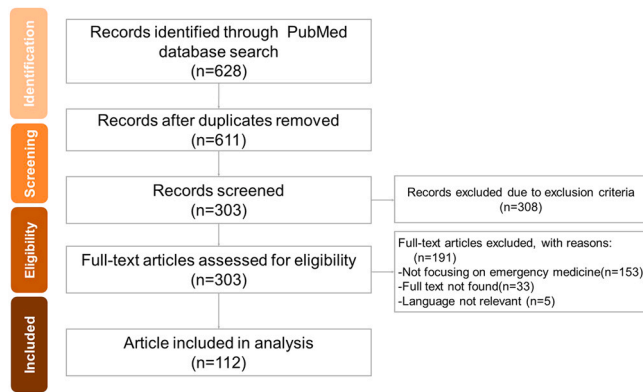 Identification
Records identified through PubMed
database search
(n=628)
Records after duplicates removed
(n=611)
Screening
Records screened
(n=303)
Records excluded due to exclusion criteria
(n=308)
Eligibility
Full-text articles assessed for eligibility
(n=303)
Full-text articles excluded, with reasons:
(n=191)
-Not focusing on emergency medicine(n=153)
-Full text not found(n=33)
-Language not relevant (n=5)
Included
Article included in analysis
(n=112)